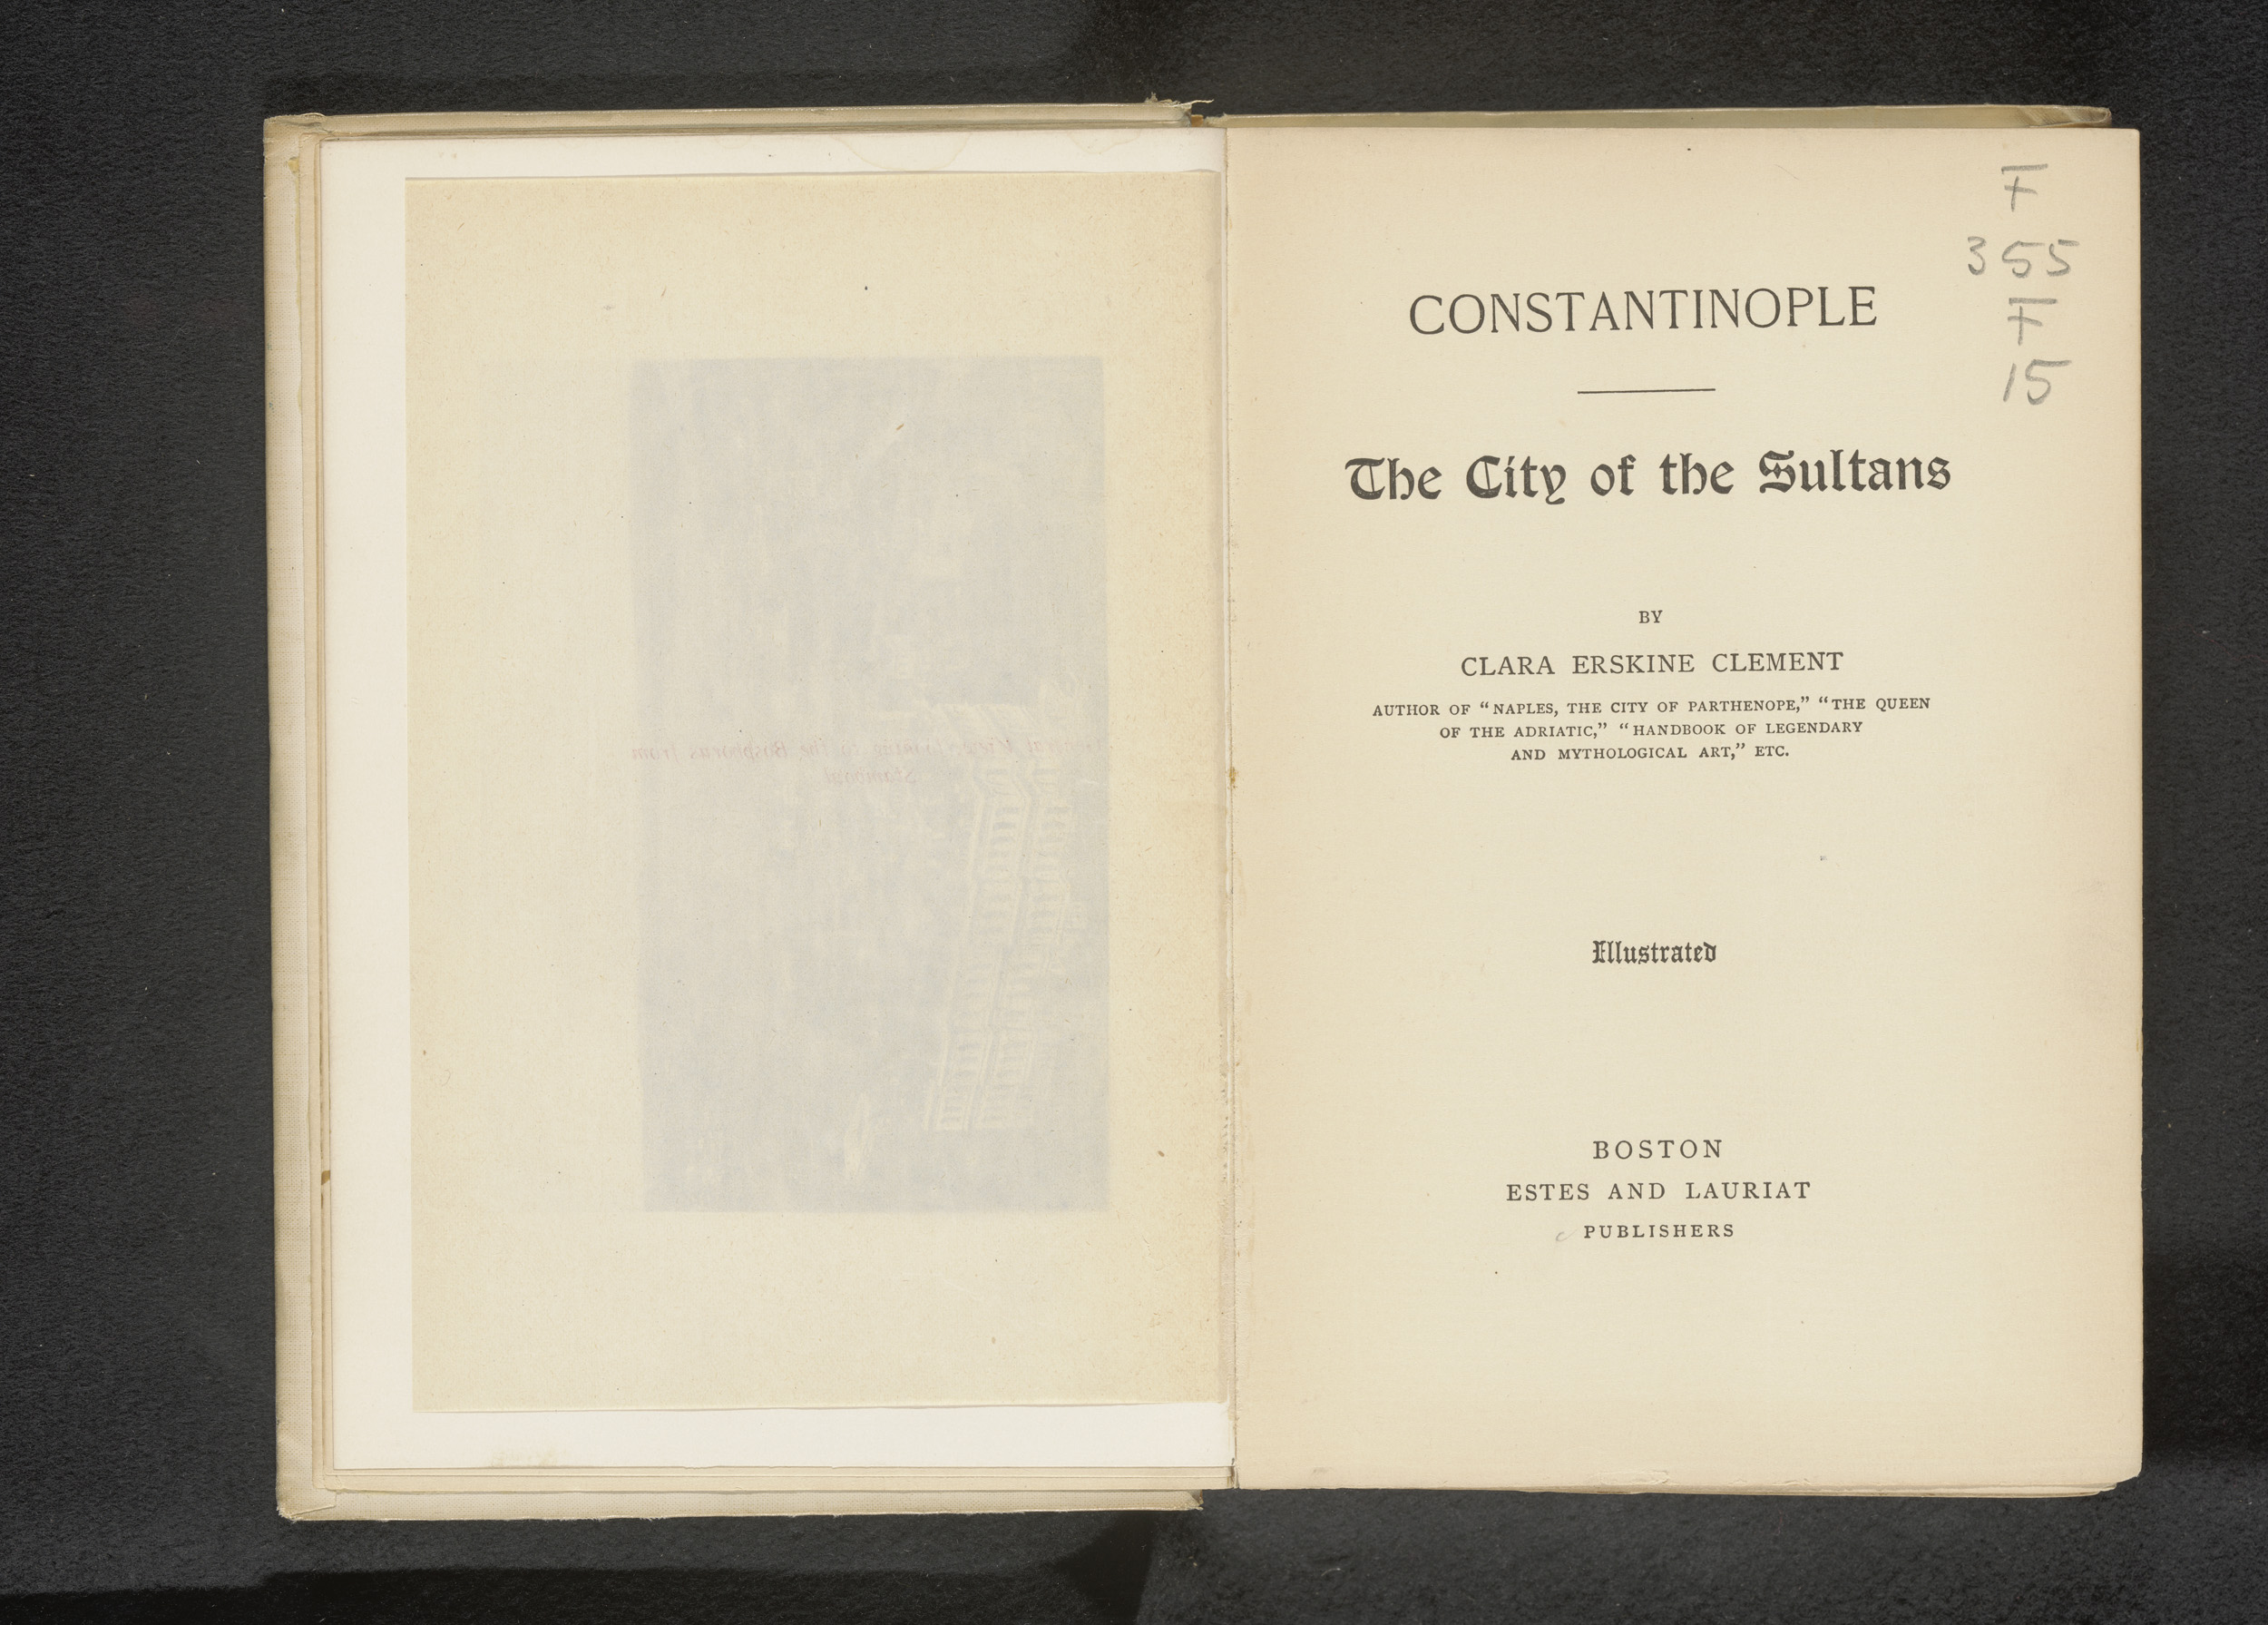 F
355
F
15
CONSTANTINOPLE
The City of the Sultans
BY
CLARA ERSKINE CLEMENT
AUTHOR OF “NAPLES, THE CITY OF PARTHENOPE,” “THE QUEEN
OF THE ADRIATIC,” “HANDBOOK OF LEGENDARY
AND MYTHOLOGICAL ART,” ETC.
Illustrated
BOSTON
ESTES AND LAURIAT
PUBLISHERS